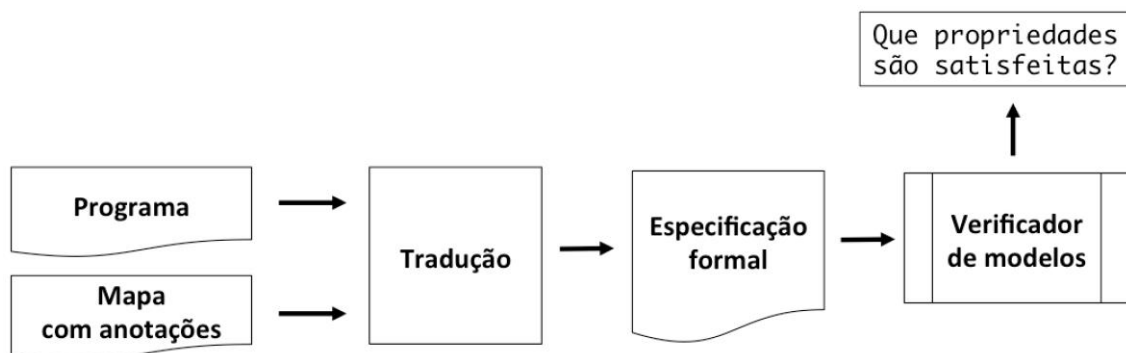 Que propriedades
são satisfeitas?
Programa
Mapa
com anotações
Tradução
Especificação
formal
Verificador
de modelos